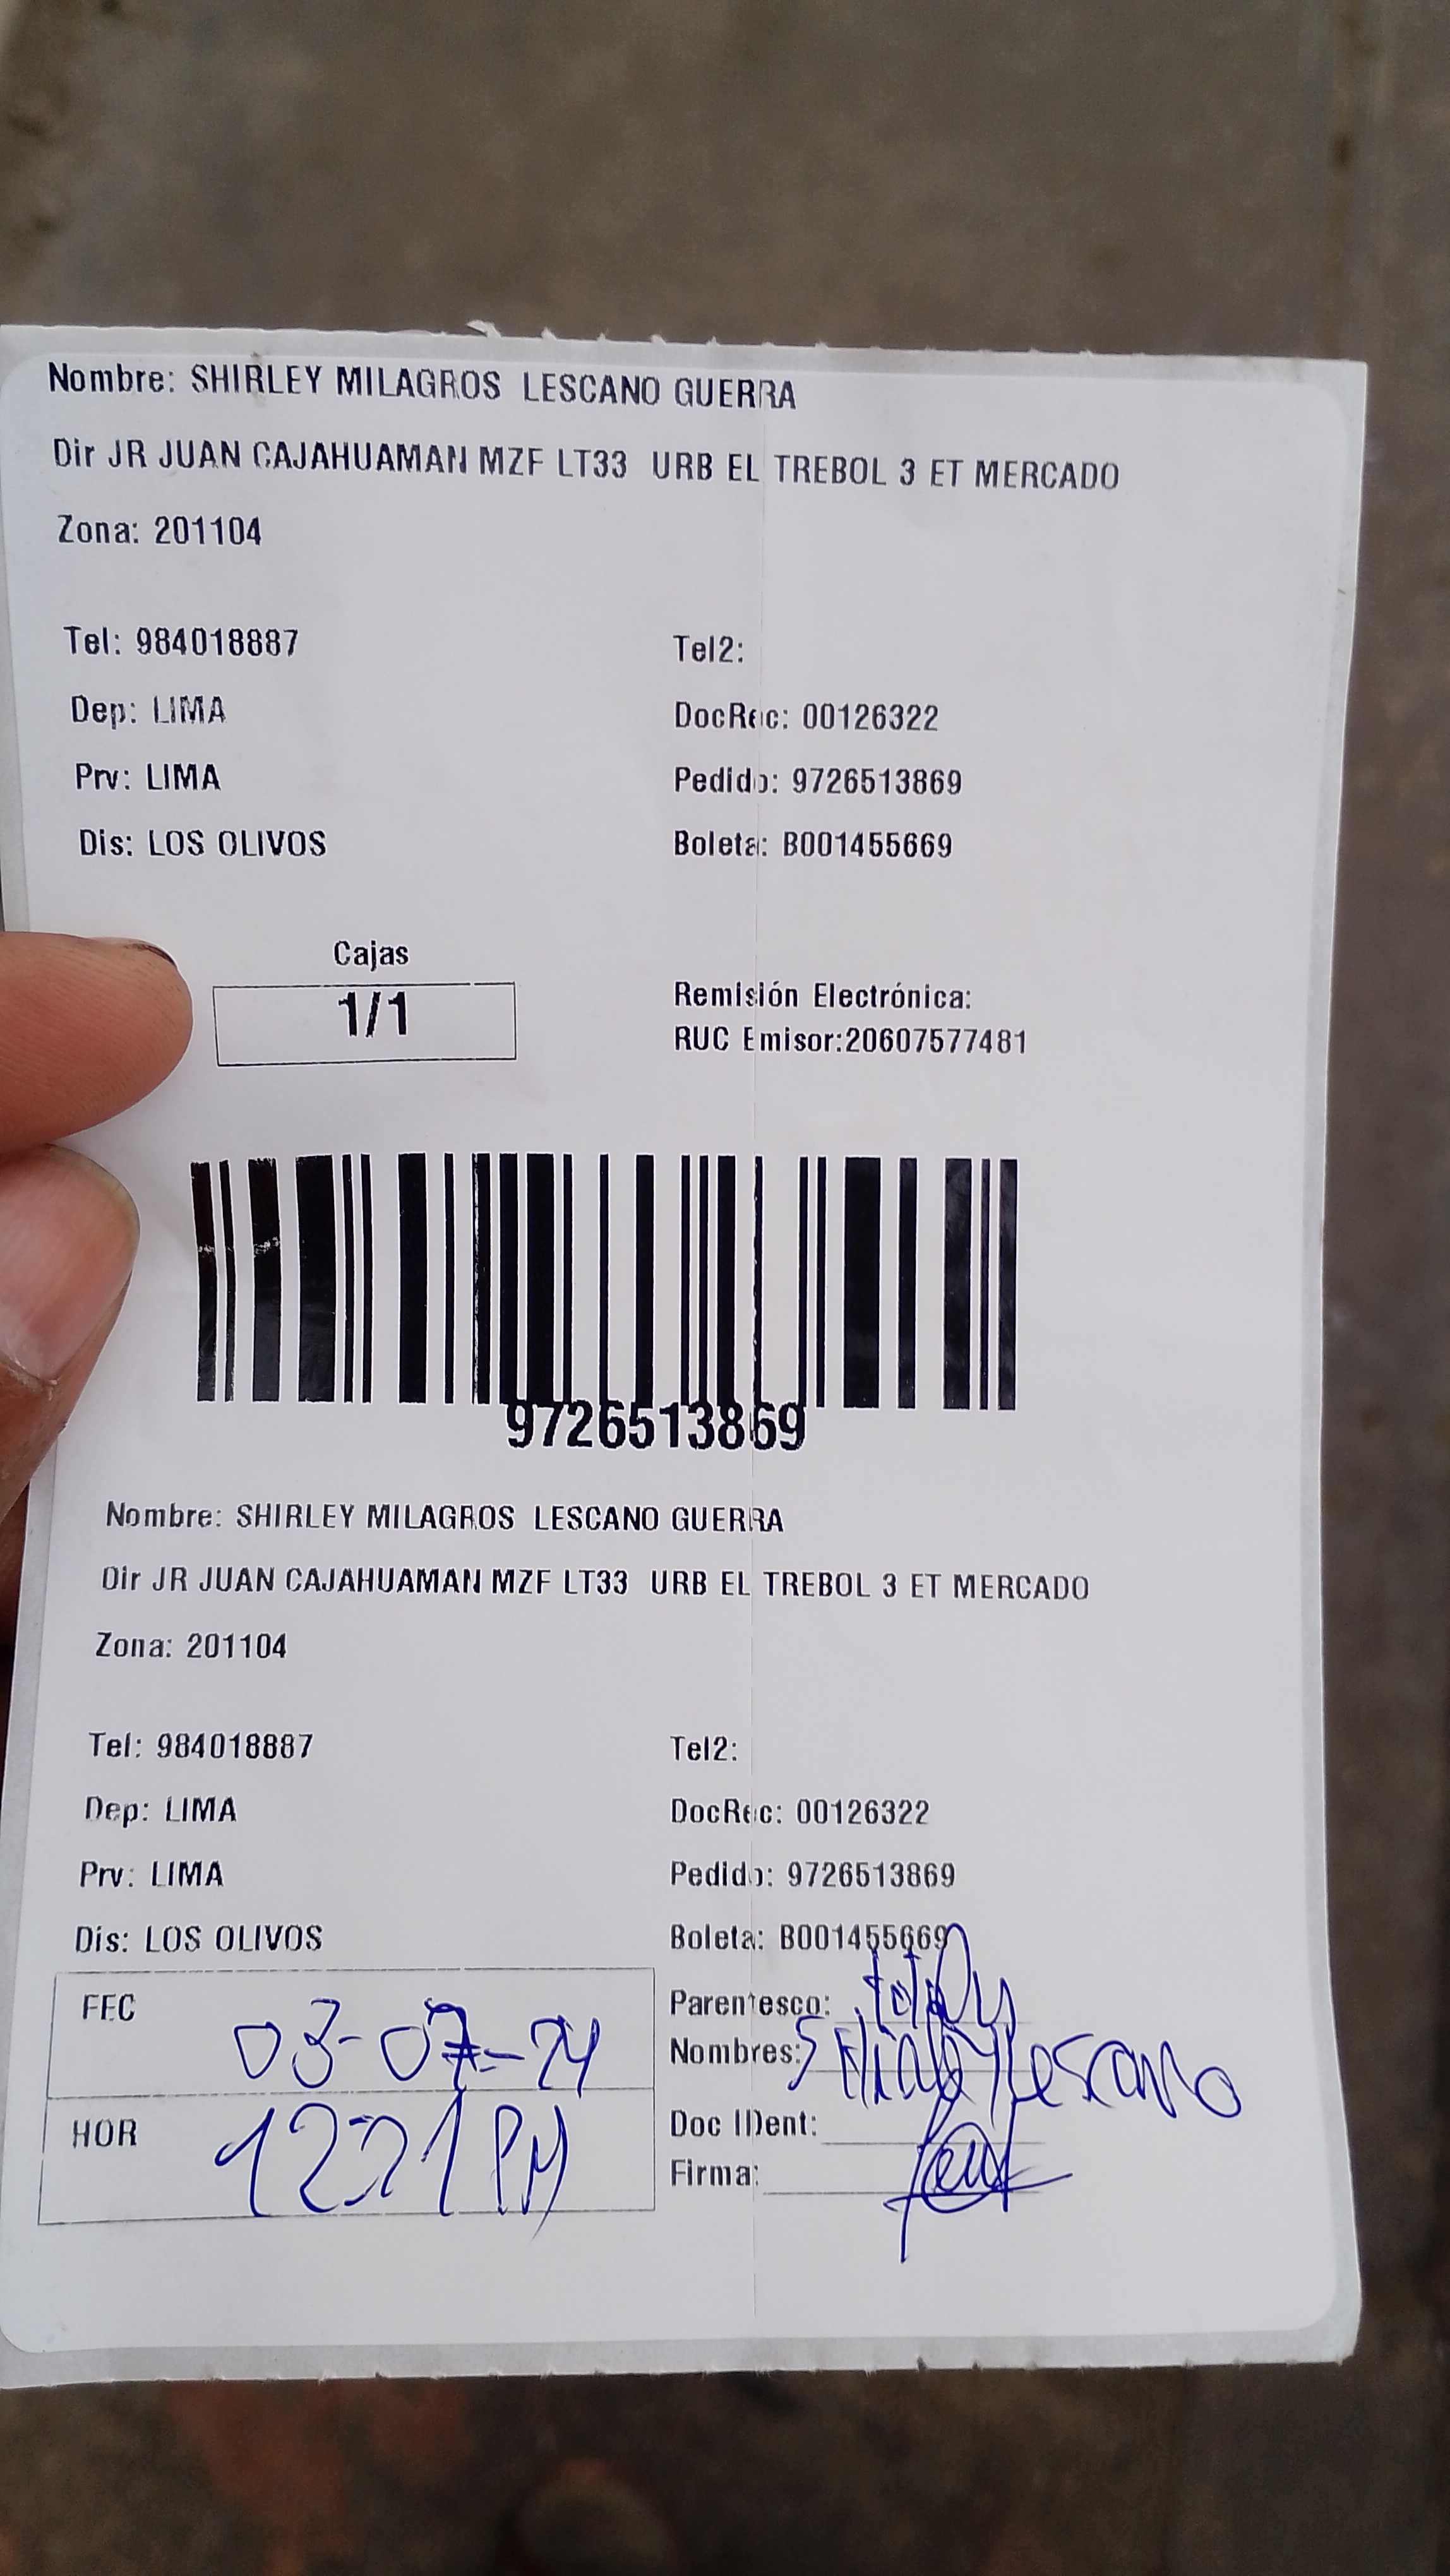 Nombre: SHIRLEY MILAGROS LESCANO GUERRA
Dir JR JUAN CAJAHUAMAN MZF LT33 URB EL TREBOL 3 ET MERCADO
Zona: 201104
Tel: 984018887 Tel2:
Dep: LIMA DocRec: 00126322
Prv: LIMA Pedido: 9726513869
Dis: LOS OLIVOS Boleta: B001455669
Cajas
1/1
Remisión Electrónica:
RUC Emisor:20607577481
9726513869
Nombre: SHIRLEY MILAGROS LESCANO GUERRA
Dir JR JUAN CAJAHUAMAN MZF LT33 URB EL TREBOL 3 ET MERCADO
Zona: 201104
Tel: 984018887 Tel2:
Dep: LIMA DocRec: 00126322
Prv: LIMA Pedido: 9726513869
Dis: LOS OLIVOS Boleta: B001455669
FEC 03-07-24
HOR 1221 PM
Parentesco:
Nombres: Lescano
Doc IDent:
Firma: